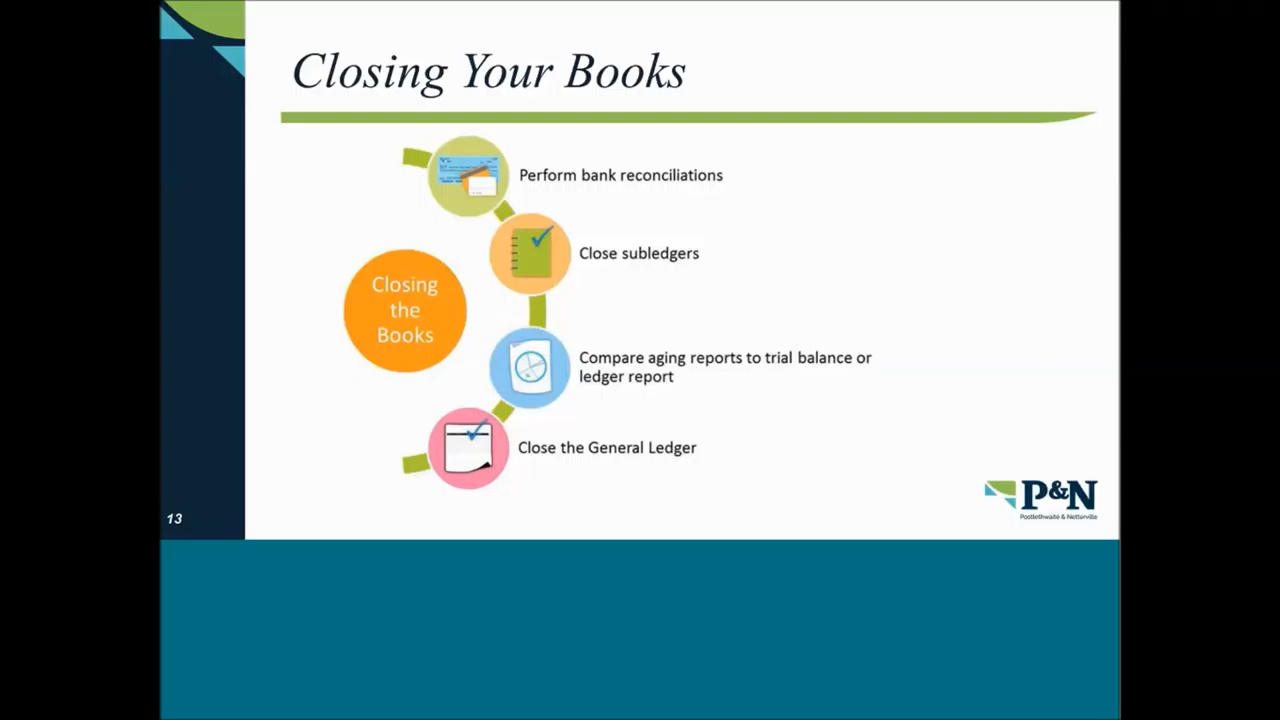 Closing Your Books
Perform bank reconciliations
Close subledgers
Closing
the
Books
Compare aging reports to trial balance or
ledger report
Close the General Ledger
P&N
Postlethwaite & Netterville
13